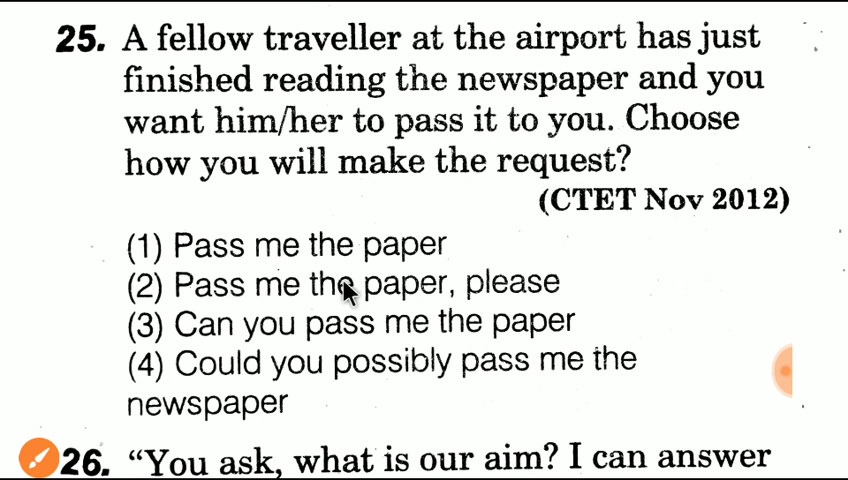 25. A fellow traveller at the airport has just
finished reading the newspaper and you
want him/her to pass it to you. Choose
how you will make the request?
(CTET Nov 2012)
(1) Pass me the paper
(2) Pass me the paper, please
(3) Can you pass me the paper
(4) Could you possibly pass me the
newspaper
26. “You ask, what is our aim? I can answer